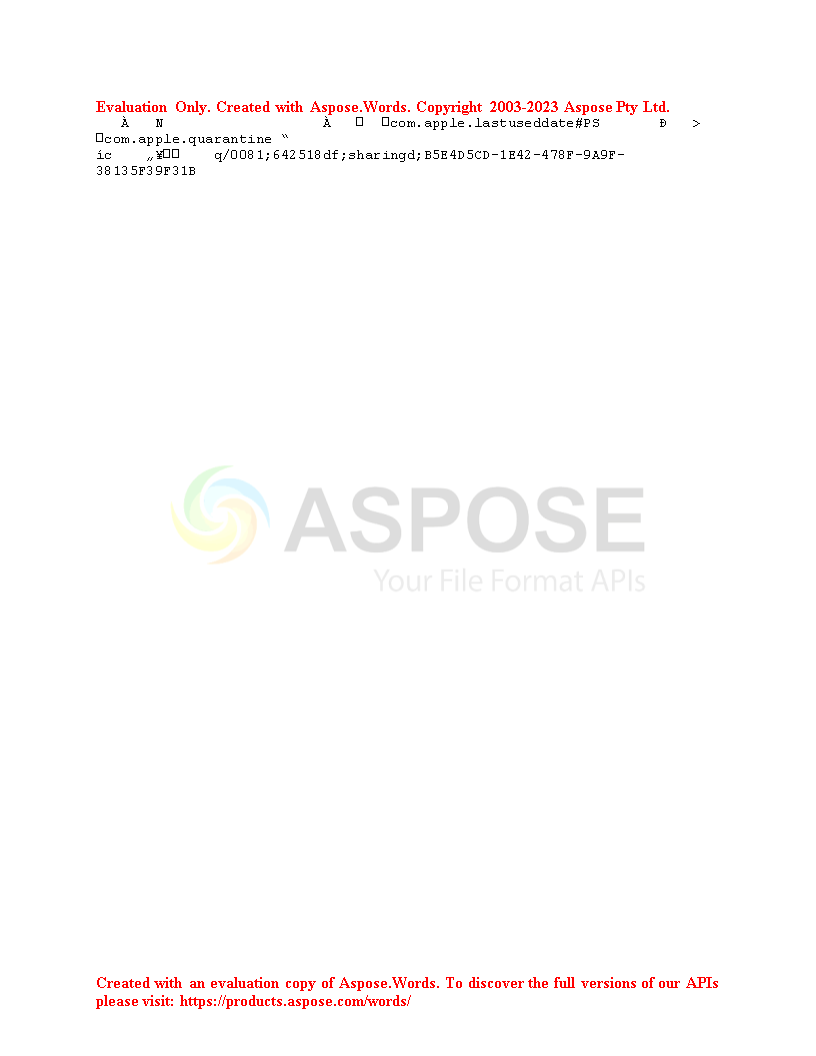 Evaluation Only. Created with Aspose.Words. Copyright 2003-2023 Aspose Pty Ltd.
À N À com.apple.lastuseddate#PS Ð >
com.apple.quarantine “
íc „¥ q/0081;642518df;sharingd;B5E4D5CD-1E42-478F-9A9F-
38135F39F31B
ASPOSE
Your File Format APIs
Created with an evaluation copy of Aspose.Words. To discover the full versions of our APIs
please visit: https://products.aspose.com/words/